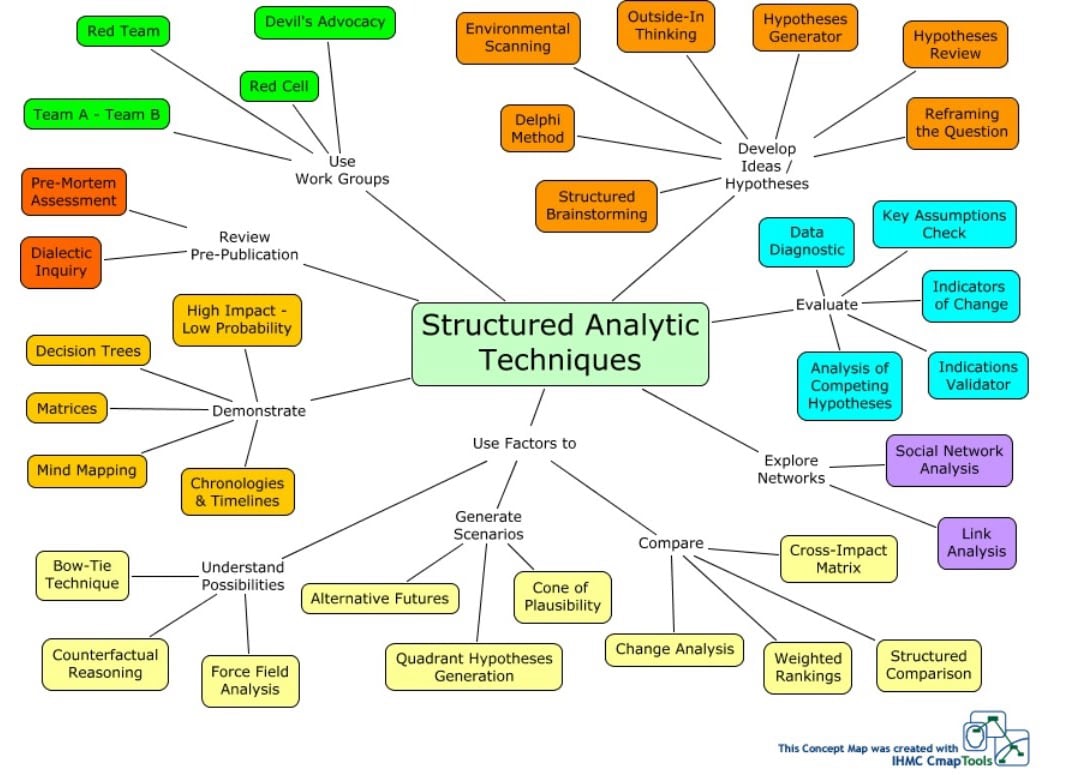 Red Team
Devil's Advocacy
Red Cell
Team A - Team B
Use
Work Groups
Environmental
Scanning
Outside-In
Thinking
Hypotheses
Generator
Hypotheses
Review
Delphi
Method
Reframing
the Question
Structured
Brainstorming
Develop
Ideas /
Hypotheses
Pre-Mortem
Assessment
Dialectic
Inquiry
Review
Pre-Publication
Data
Diagnostic
Key Assumptions
Check
Evaluate
Indicators
of Change
Analysis of
Competing
Hypotheses
Indications
Validator
Structured Analytic
Techniques
High Impact -
Low Probability
Decision Trees
Matrices
Demonstrate
Mind Mapping
Chronologies
& Timelines
Use Factors to
Explore
Networks
Social Network
Analysis
Link
Analysis
Generate
Scenarios
Compare
Cross-Impact
Matrix
Bow-Tie
Technique
Understand
Possibilities
Alternative Futures
Cone of
Plausibility
Counterfactual
Reasoning
Force Field
Analysis
Quadrant Hypotheses
Generation
Change Analysis
Weighted
Rankings
Structured
Comparison
This Concept Map was created with
IHMC CmapTools